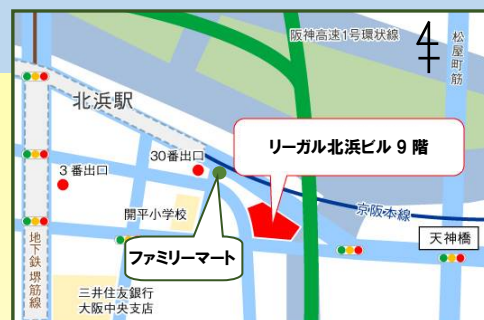 阪神高速1号環状線
松屋町筋
北浜駅
リーガル北浜ビル 9 階
30番出口
3番出口
京阪本線
開平小学校
天神橋
ファミリーマート
地下鉄 堺筋線
三井住友銀行
大阪中央支店